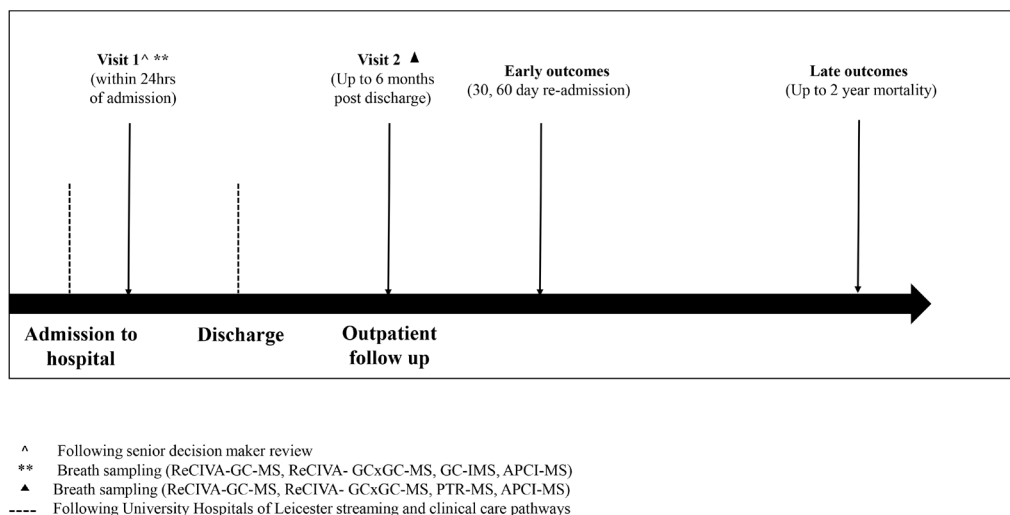 Visit 1^ **
(within 24hrs
of admission)
Visit 2 ▲
(Up to 6 months
post discharge)
Early outcomes
(30, 60 day re-admission)
Late outcomes
(Up to 2 year mortality)
Admission to
hospital
Discharge
Outpatient
follow up
^ Following senior decision maker review
** Breath sampling (ReCIVA-GC-MS, ReCIVA- GCxGC-MS, GC-IMS, APCI-MS)
▲ Breath sampling (ReCIVA-GC-MS, ReCIVA- GCxGC-MS, PTR-MS, APCI-MS)
---- Following University Hospitals of Leicester streaming and clinical care pathways